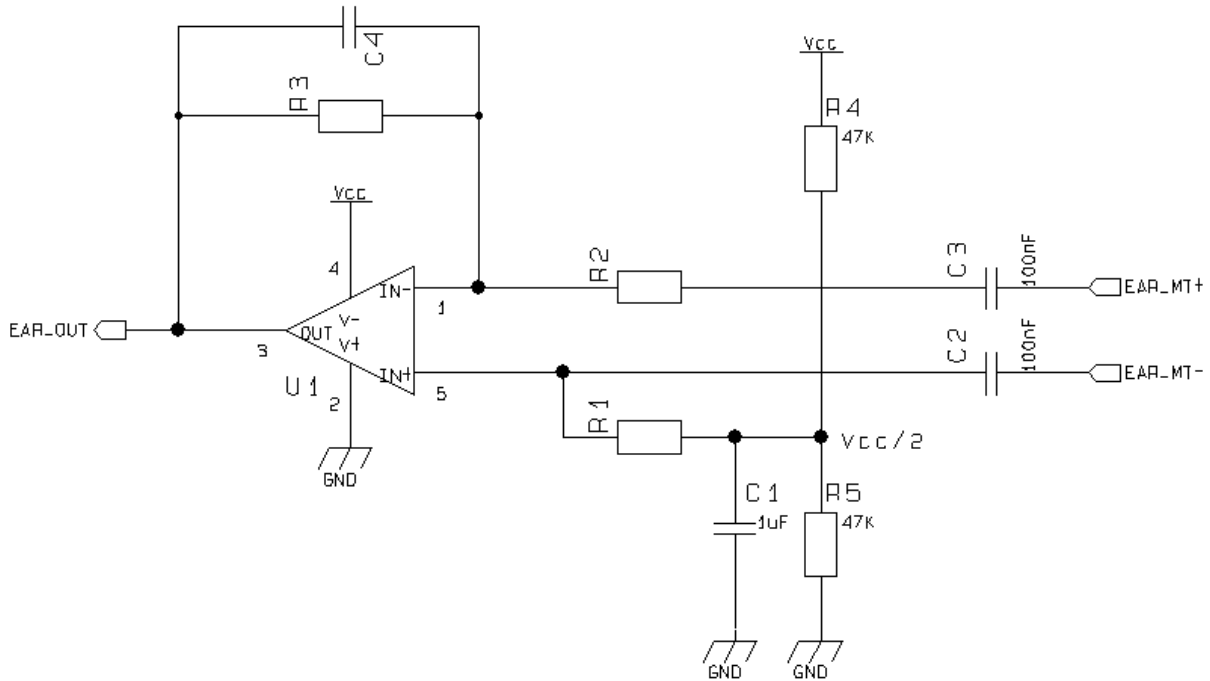 C4
R3
Vcc
R4
47K
Vcc
4
IN-
1
V-
OUT
V+
IN+
5
3
U1
2
GND
EAR_OUT
R2
C3
100nF
EAR_MT+
C2
100nF
EAR_MT-
R1
Vcc/2
C1
1uF
R5
47K
GND
GND